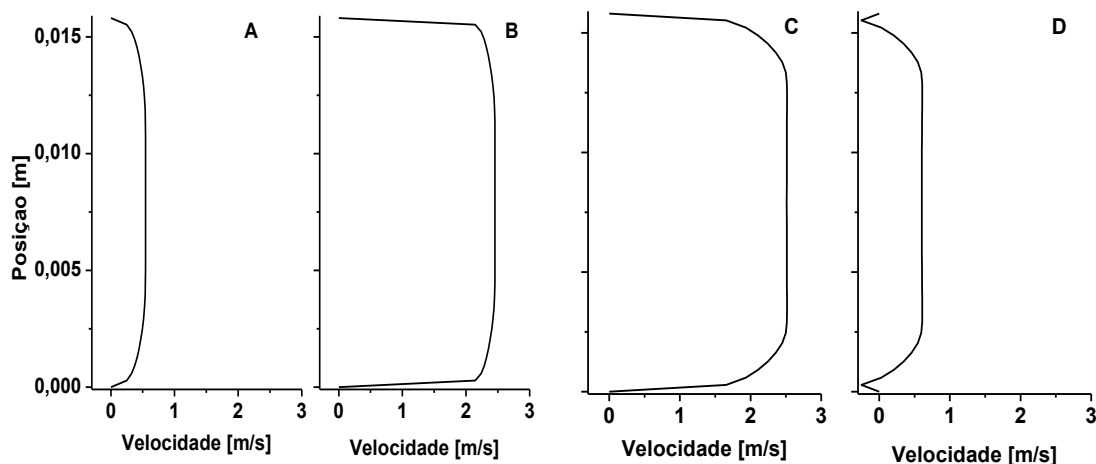 A
B
C
D
0,015
0,010
0,005
0,000
Posiçao [m]
0 1 2 3
0 1 2 3
0 1 2 3
0 1 2 3
Velocidade [m/s]
Velocidade [m/s]
Velocidade [m/s]
Velocidade [m/s]